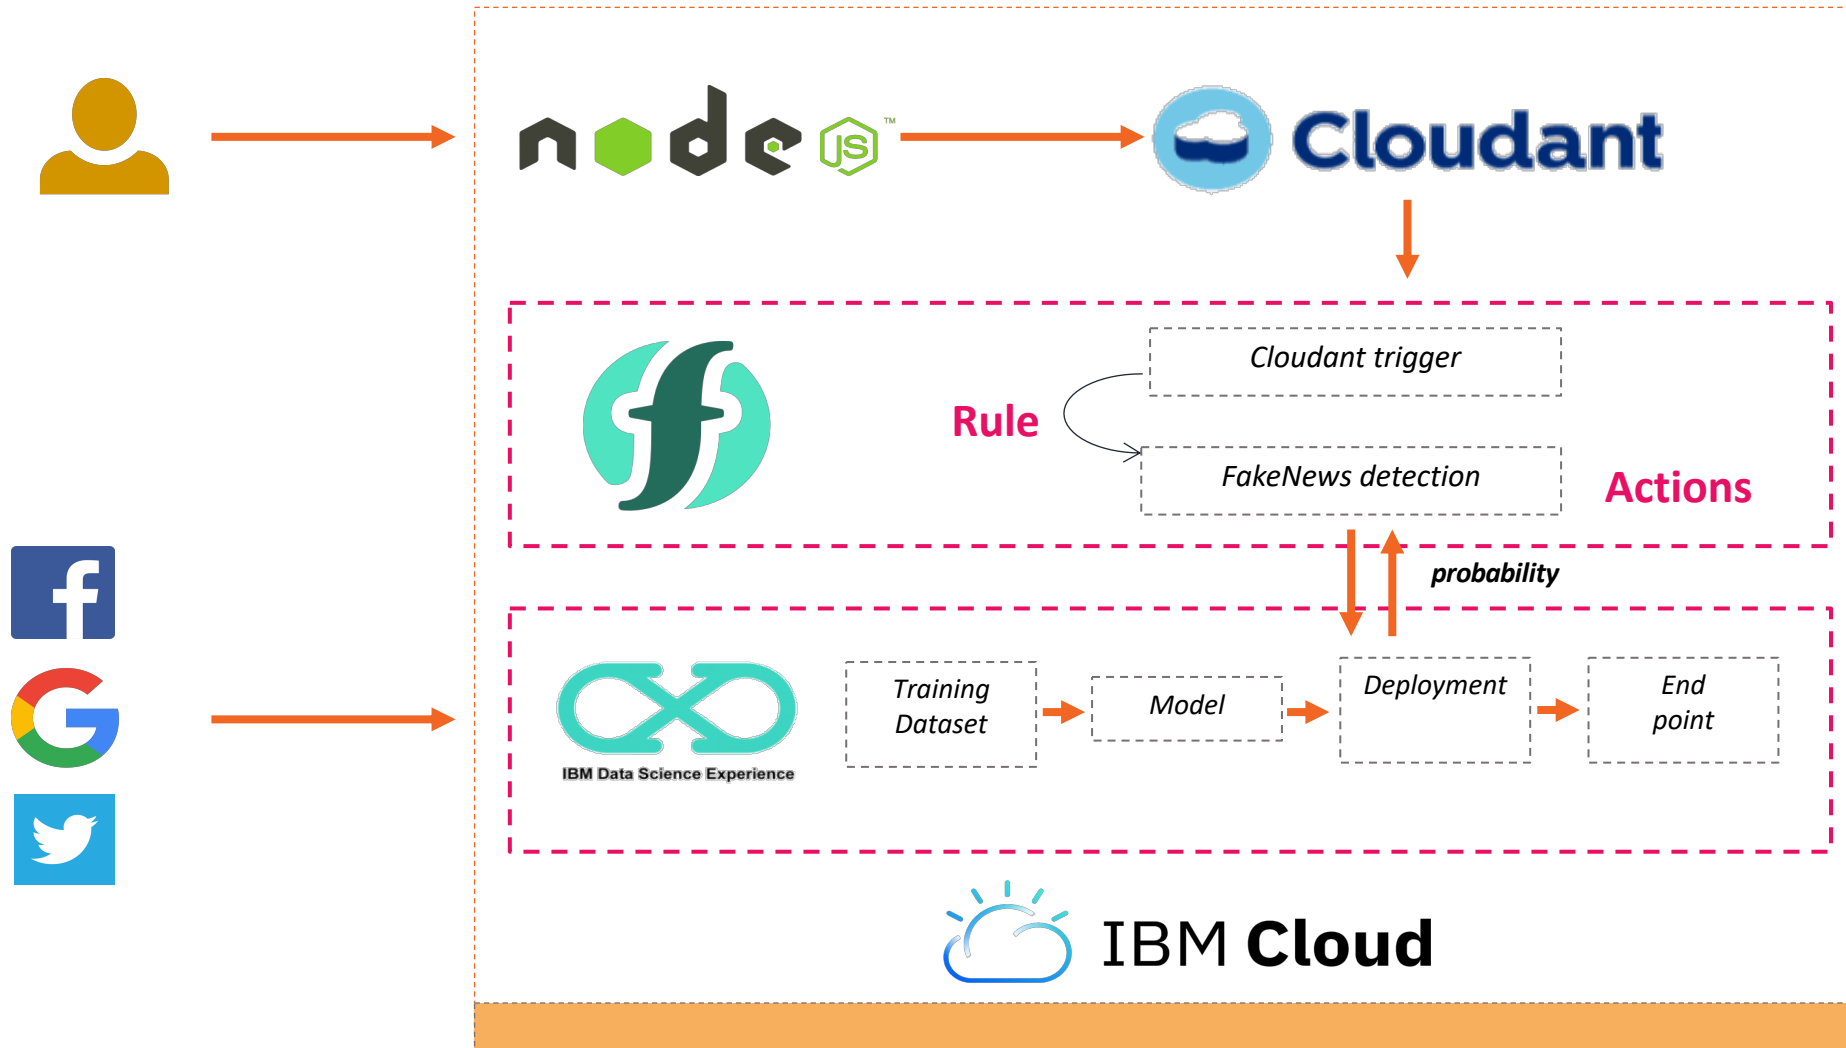 node JS ™
Cloudant
Cloudant trigger
Rule
FakeNews detection
Actions
probability
Training
Dataset
Model
Deployment
End
point
IBM Data Science Experience
IBM Cloud